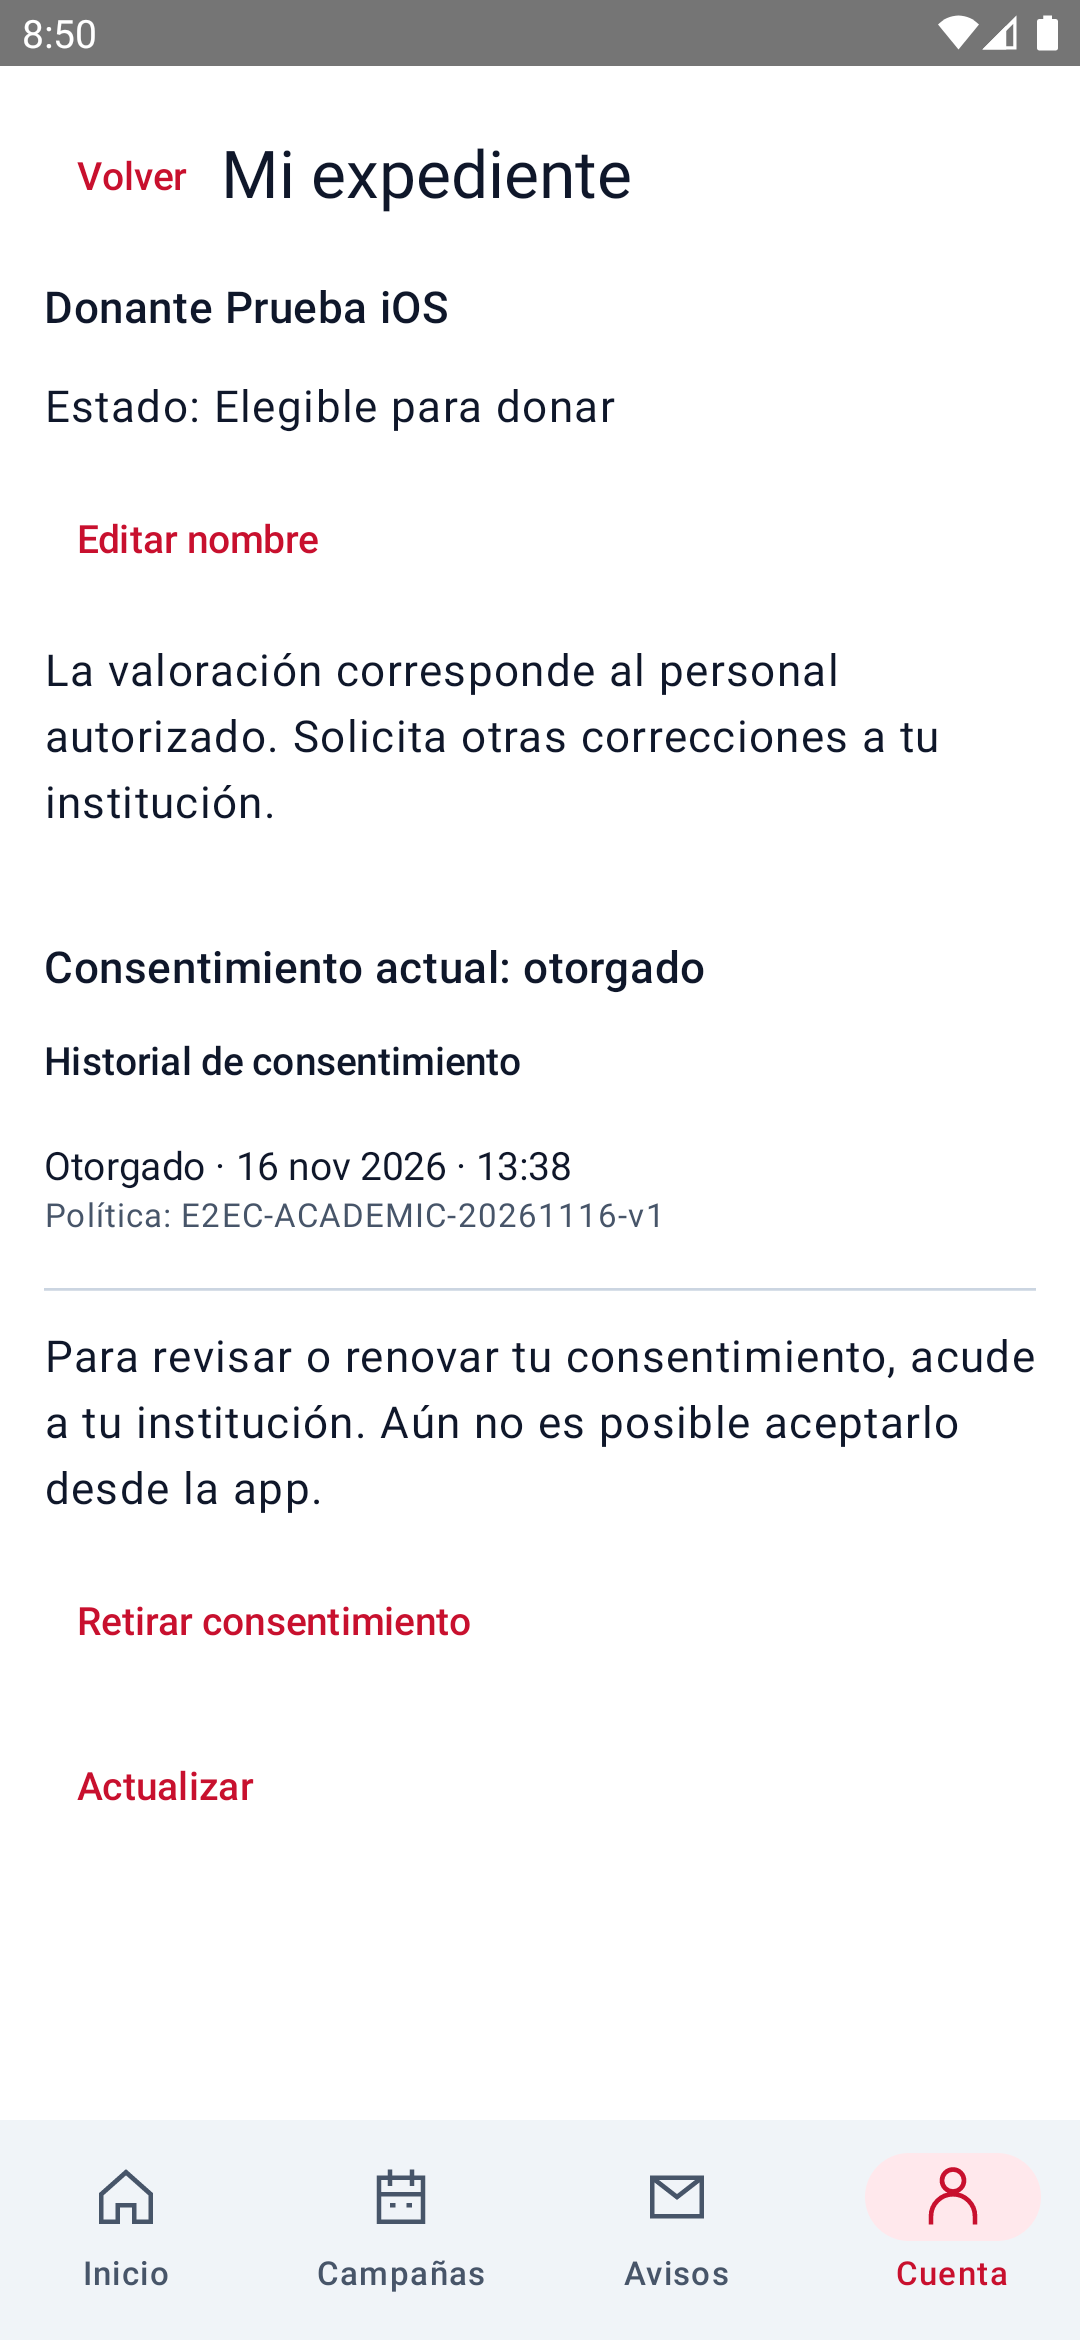 8:50
Volver
Mi expediente
Donante Prueba iOS
Estado: Elegible para donar
Editar nombre
La valoración corresponde al personal
autorizado. Solicita otras correcciones a tu
institución.
Consentimiento actual: otorgado
Historial de consentimiento
Otorgado · 16 nov 2026 · 13:38
Política: E2EC-ACADEMIC-20261116-v1
Para revisar o renovar tu consentimiento, acude
a tu institución. Aún no es posible aceptarlo
desde la app.
Retirar consentimiento
Actualizar
Inicio
Campañas
Avisos
Cuenta